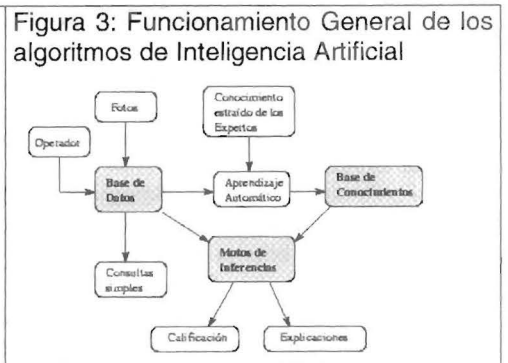 Figura 3: Funcionamiento General de los
algoritmos de Inteligencia Artificial
Fotos
Conocimiento
extraído de los
Expertos
Operador
Base de
Datos
Aprendizaje
Automático
Base de
Conocimientos
Motos de
Inferencias
Consultas
simples
Calificación
Explicaciones